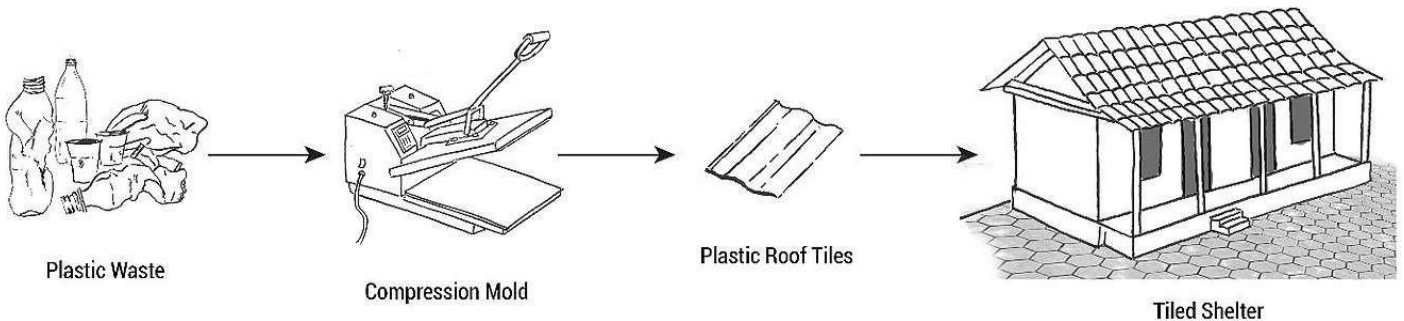 Plastic Waste
Compression Mold
Plastic Roof Tiles
Tiled Shelter